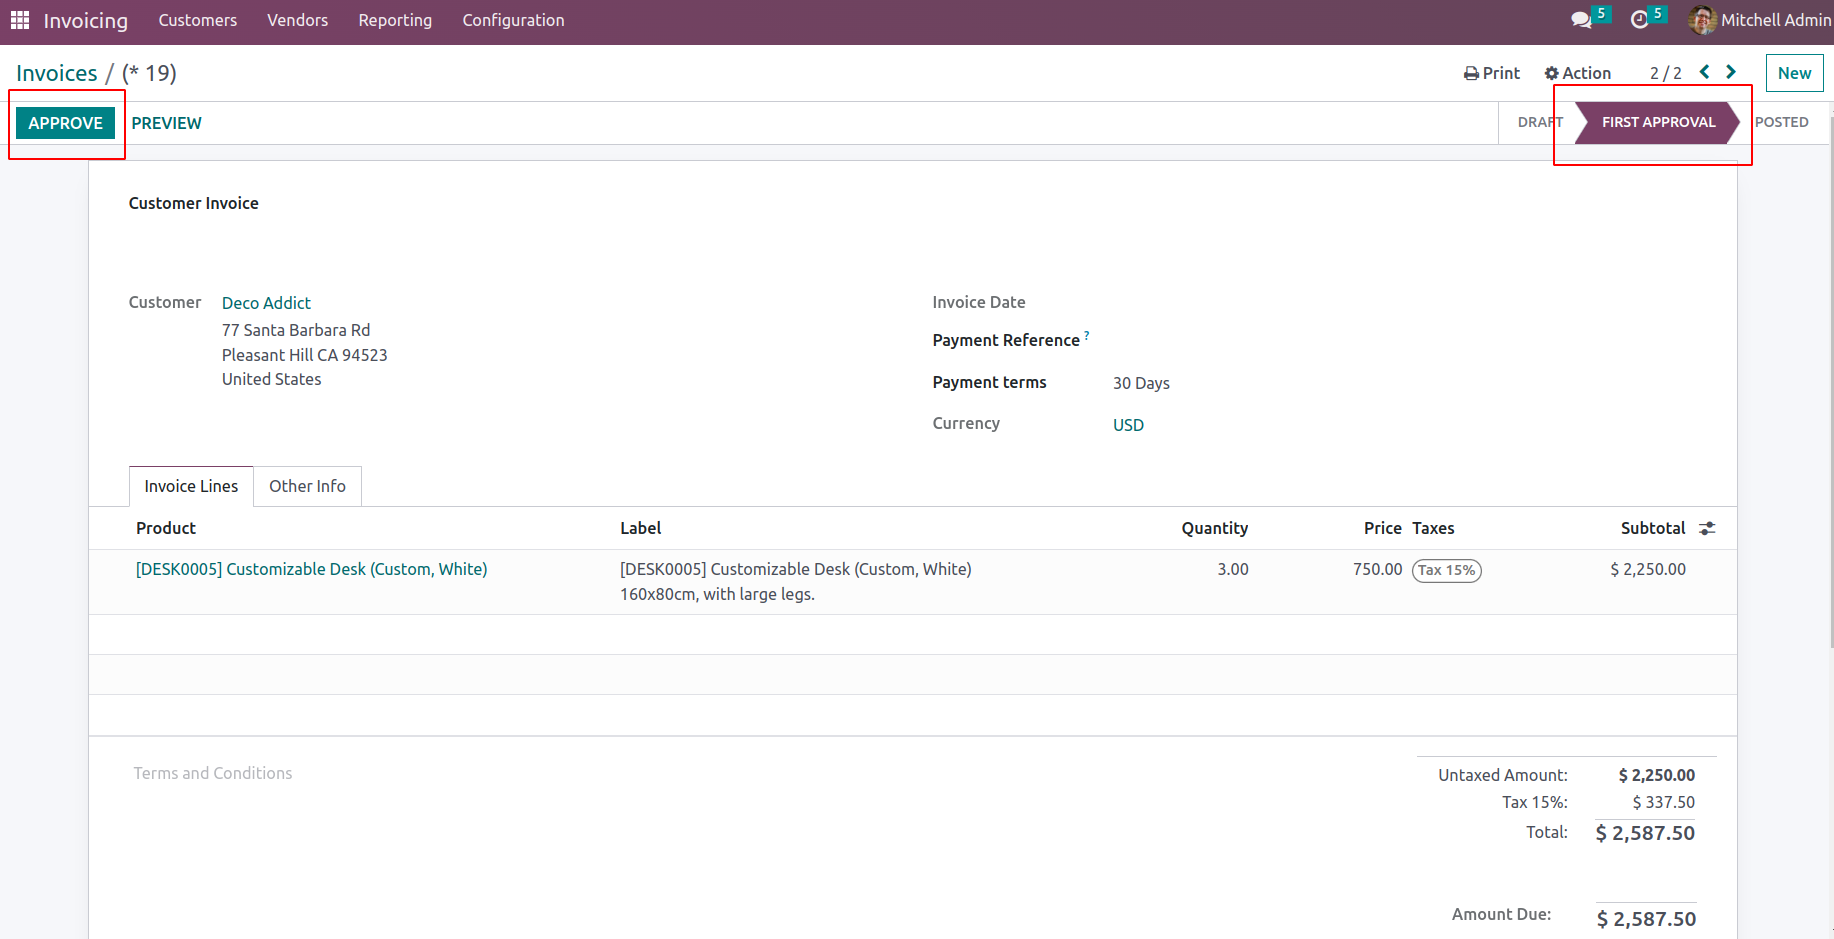 Invoicing Customers Vendors Reporting Configuration 5 5 Mitchell Admin
Invoices / (* 19) Print Action 2 / 2 New
APPROVE PREVIEW DRAFT FIRST APPROVAL POSTED
Customer Invoice
Customer Deco Addict Invoice Date
77 Santa Barbara Rd
Pleasant Hill CA 94523
United States
Payment Reference ?
Payment terms 30 Days
Currency USD
Invoice Lines Other Info
Product Label Quantity Price Taxes Subtotal
[DESK0005] Customizable Desk (Custom, White) [DESK0005] Customizable Desk (Custom, White) 3.00 750.00 Tax 15% $ 2,250.00
160x80cm, with large legs.
Terms and Conditions
Untaxed Amount: $ 2,250.00
Tax 15%: $ 337.50
Total: $ 2,587.50
Amount Due: $ 2,587.50